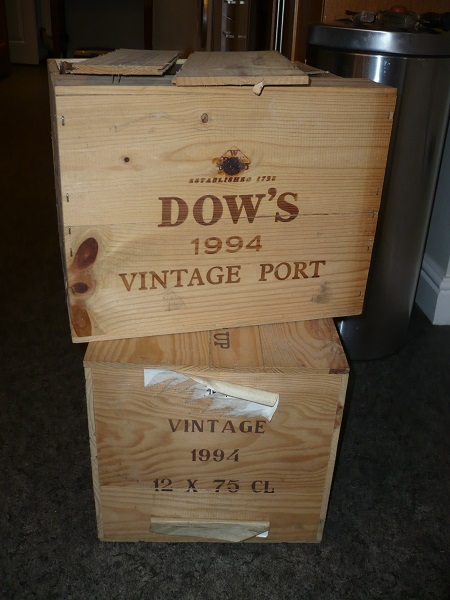 ESTABLISHED 1798
DOW'S
1994
VINTAGE PORT
UP
VINTAGE
1994
12 X 75 CL